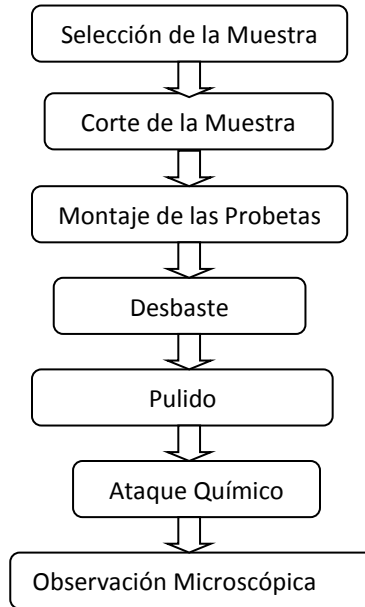 Selección de la Muestra
Corte de la Muestra
Montaje de las Probetas
Desbaste
Pulido
Ataque Químico
Observación Microscópica